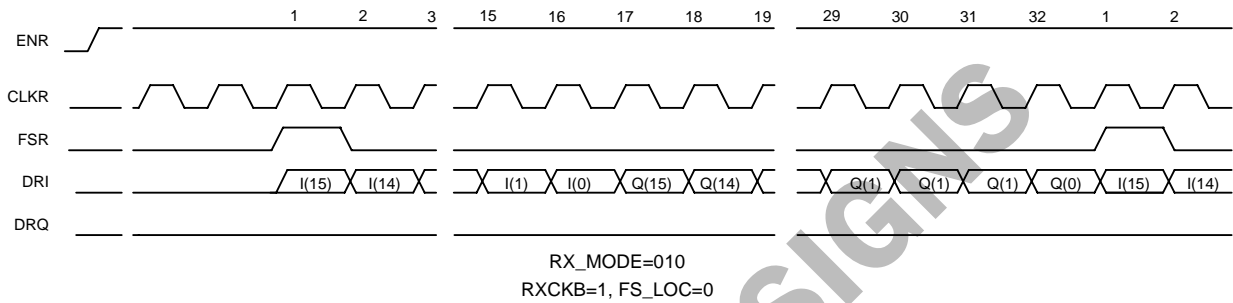 1 2 3 15 16 17 18 19 29 30 31 32 1 2
ENR
CLKR
FSR
DRI I(15) I(14) I(1) I(0) Q(15) Q(14) Q(1) Q(1) Q(1) Q(0) I(15) I(14)
DRQ
RX_MODE=010
RXCKB=1, FS_LOC=0
SIGNS